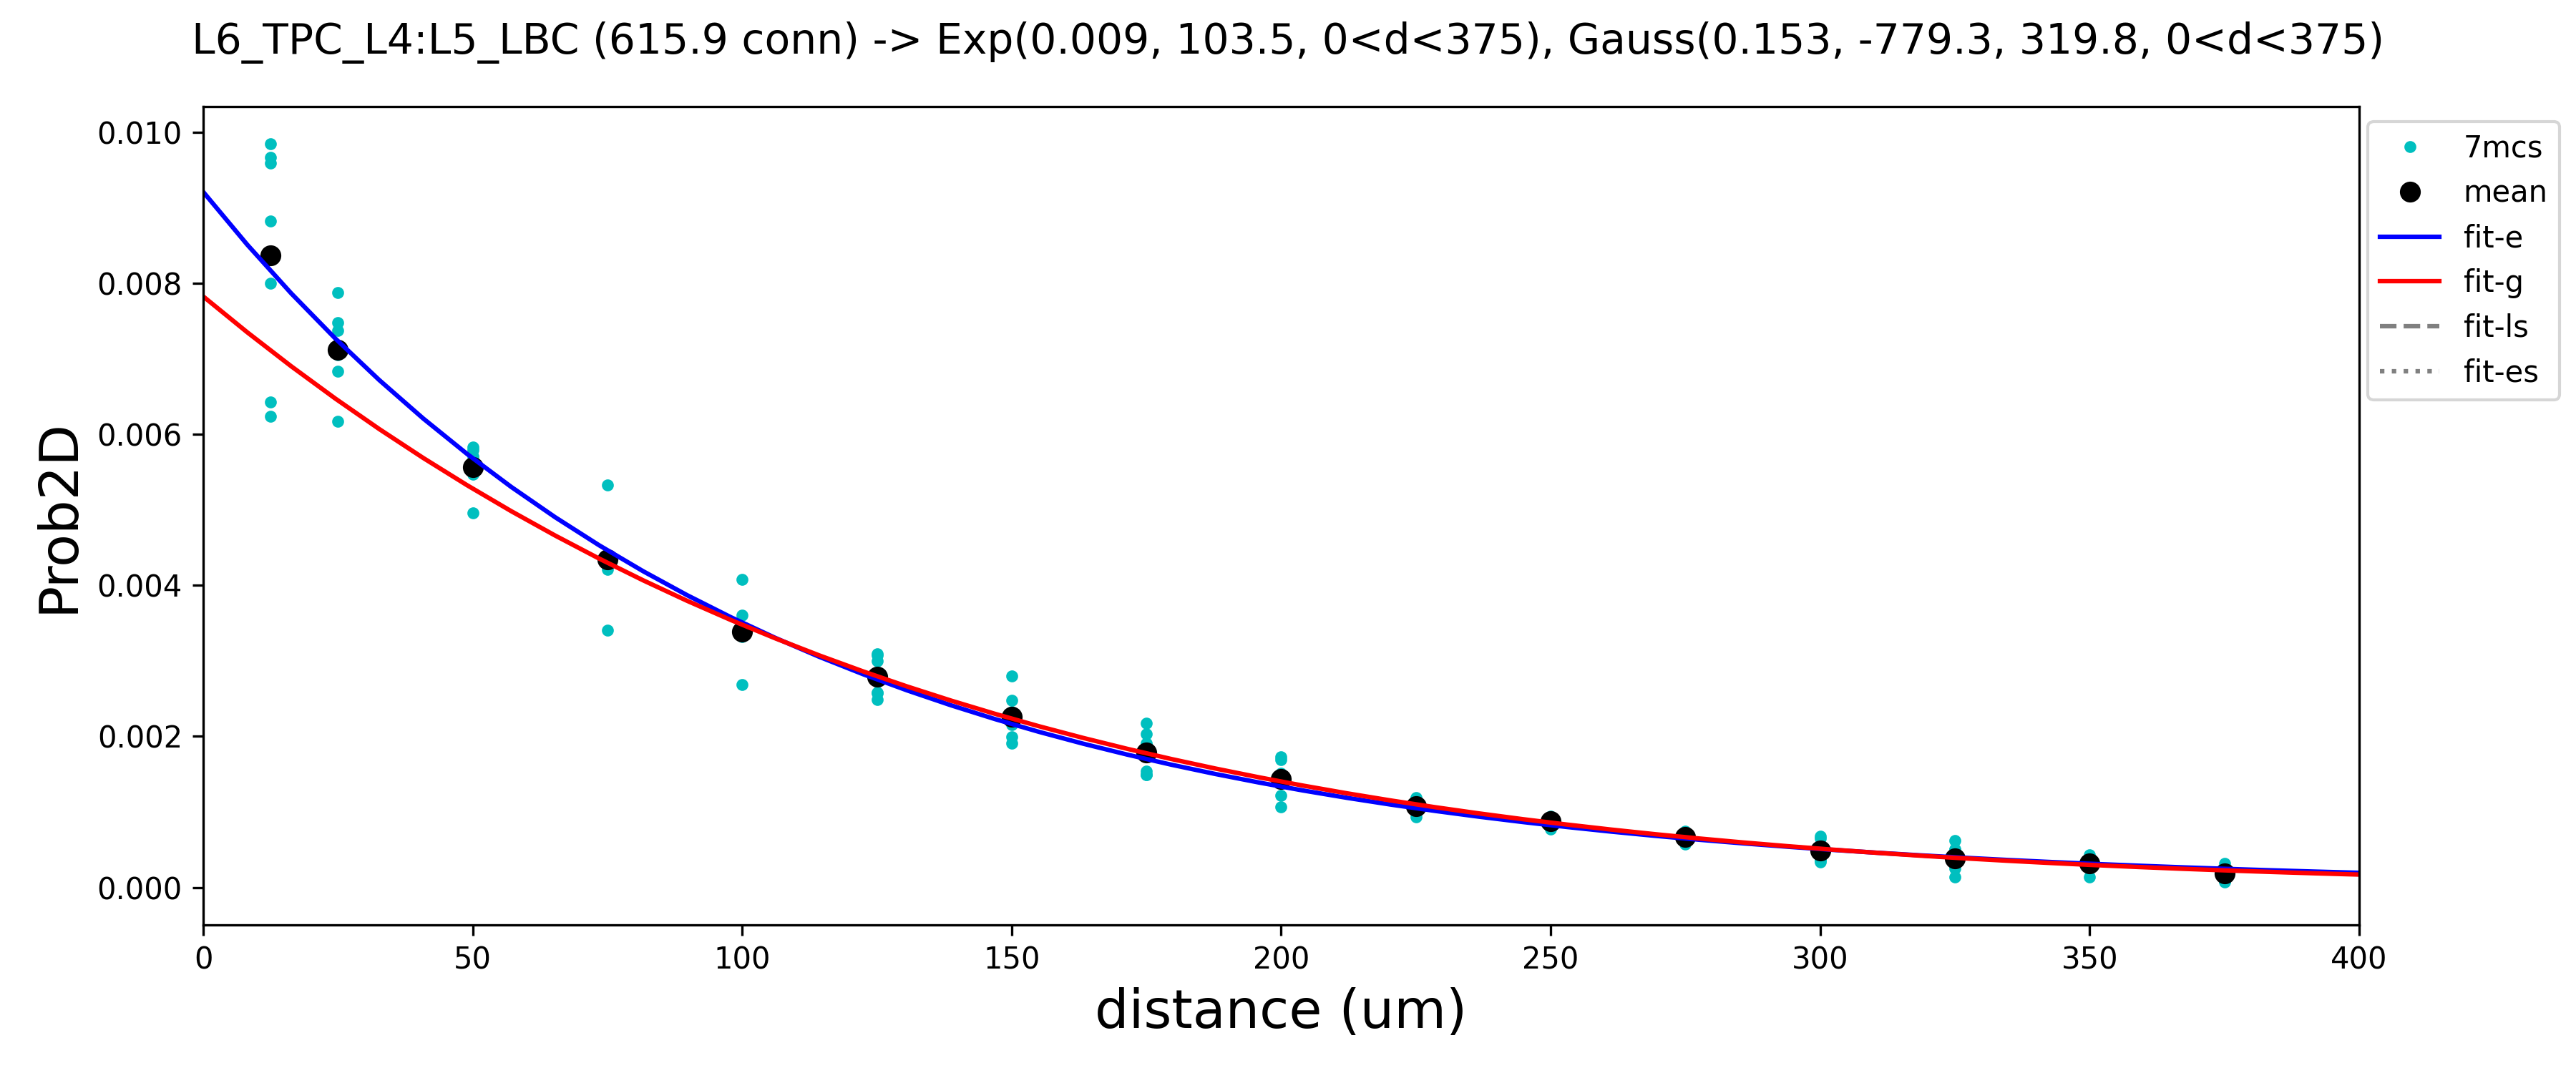 L6_TPC_L4:L5_LBC (615.9 conn) -> Exp(0.009, 103.5, 0<d<375), Gauss(0.153, -779.3, 319.8, 0<d<375)
0.010
0.008
0.006
0.004
0.002
0.000
Prob2D
0 50 100 150 200 250 300 350 400
distance (um)
7mcs
mean
fit-e
fit-g
fit-ls
fit-es